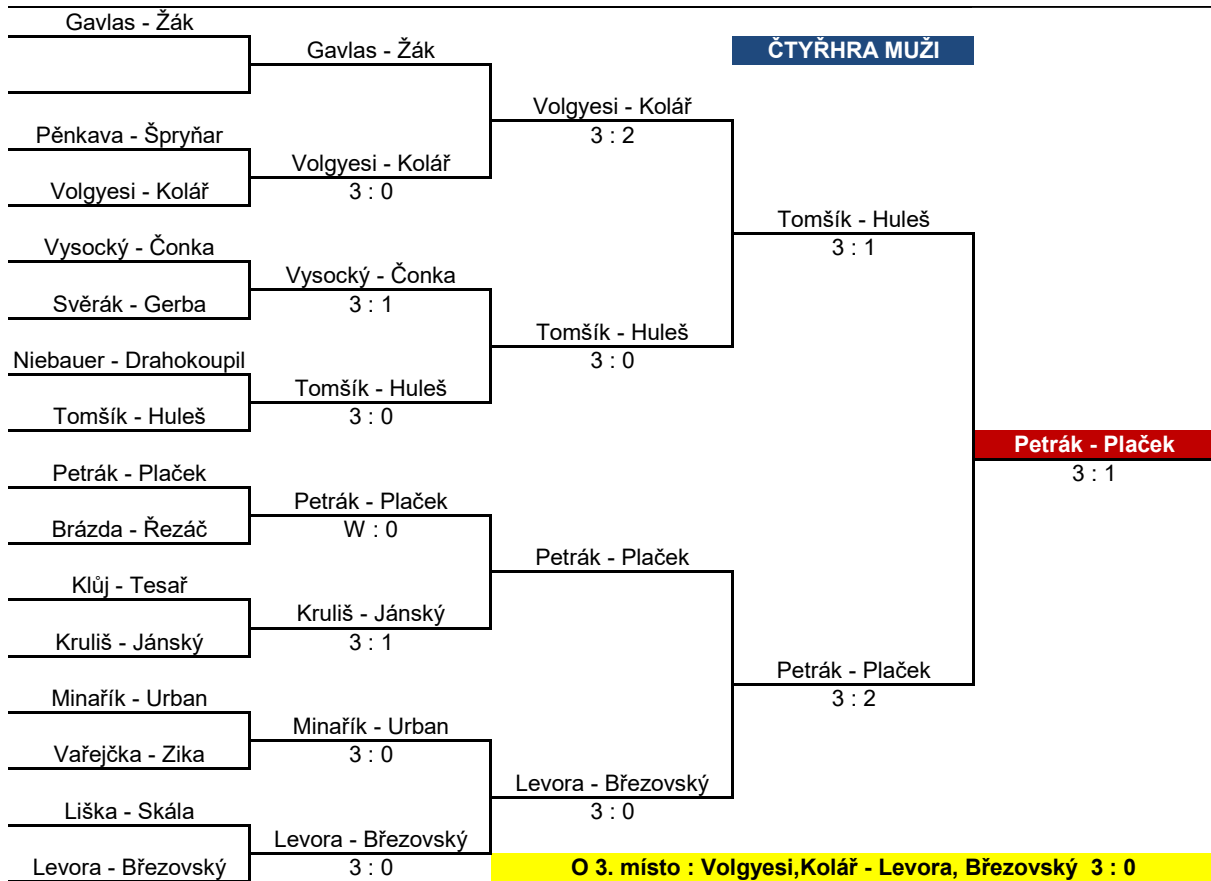 Gavlas - Žák
Gavlas - Žák
ČTYŘHRA MUŽI
Volgyesi - Kolář
Pěnkava - Špryňar
3 : 2
Volgyesi - Kolář
Volgyesi - Kolář
3 : 0
Tomšík - Huleš
Vysocký - Čonka
3 : 1
Vysocký - Čonka
Svěrák - Gerba
3 : 1
Tomšík - Huleš
Niebauer - Drahokoupil
3 : 0
Tomšík - Huleš
Tomšík - Huleš
3 : 0
Petrák - Plaček
Petrák - Plaček
3 : 1
Petrák - Plaček
Brázda - Řezáč
W : 0
Petrák - Plaček
Klůj - Tesař
Kruliš - Jánský
Kruliš - Jánský
3 : 1
Petrák - Plaček
Minařík - Urban
3 : 2
Minařík - Urban
Vařejčka - Zika
3 : 0
Levora - Březovský
Liška - Skála
3 : 0
Levora - Březovský
Levora - Březovský
3 : 0
O 3. místo : Volgyesi,Kolář - Levora, Březovský 3 : 0